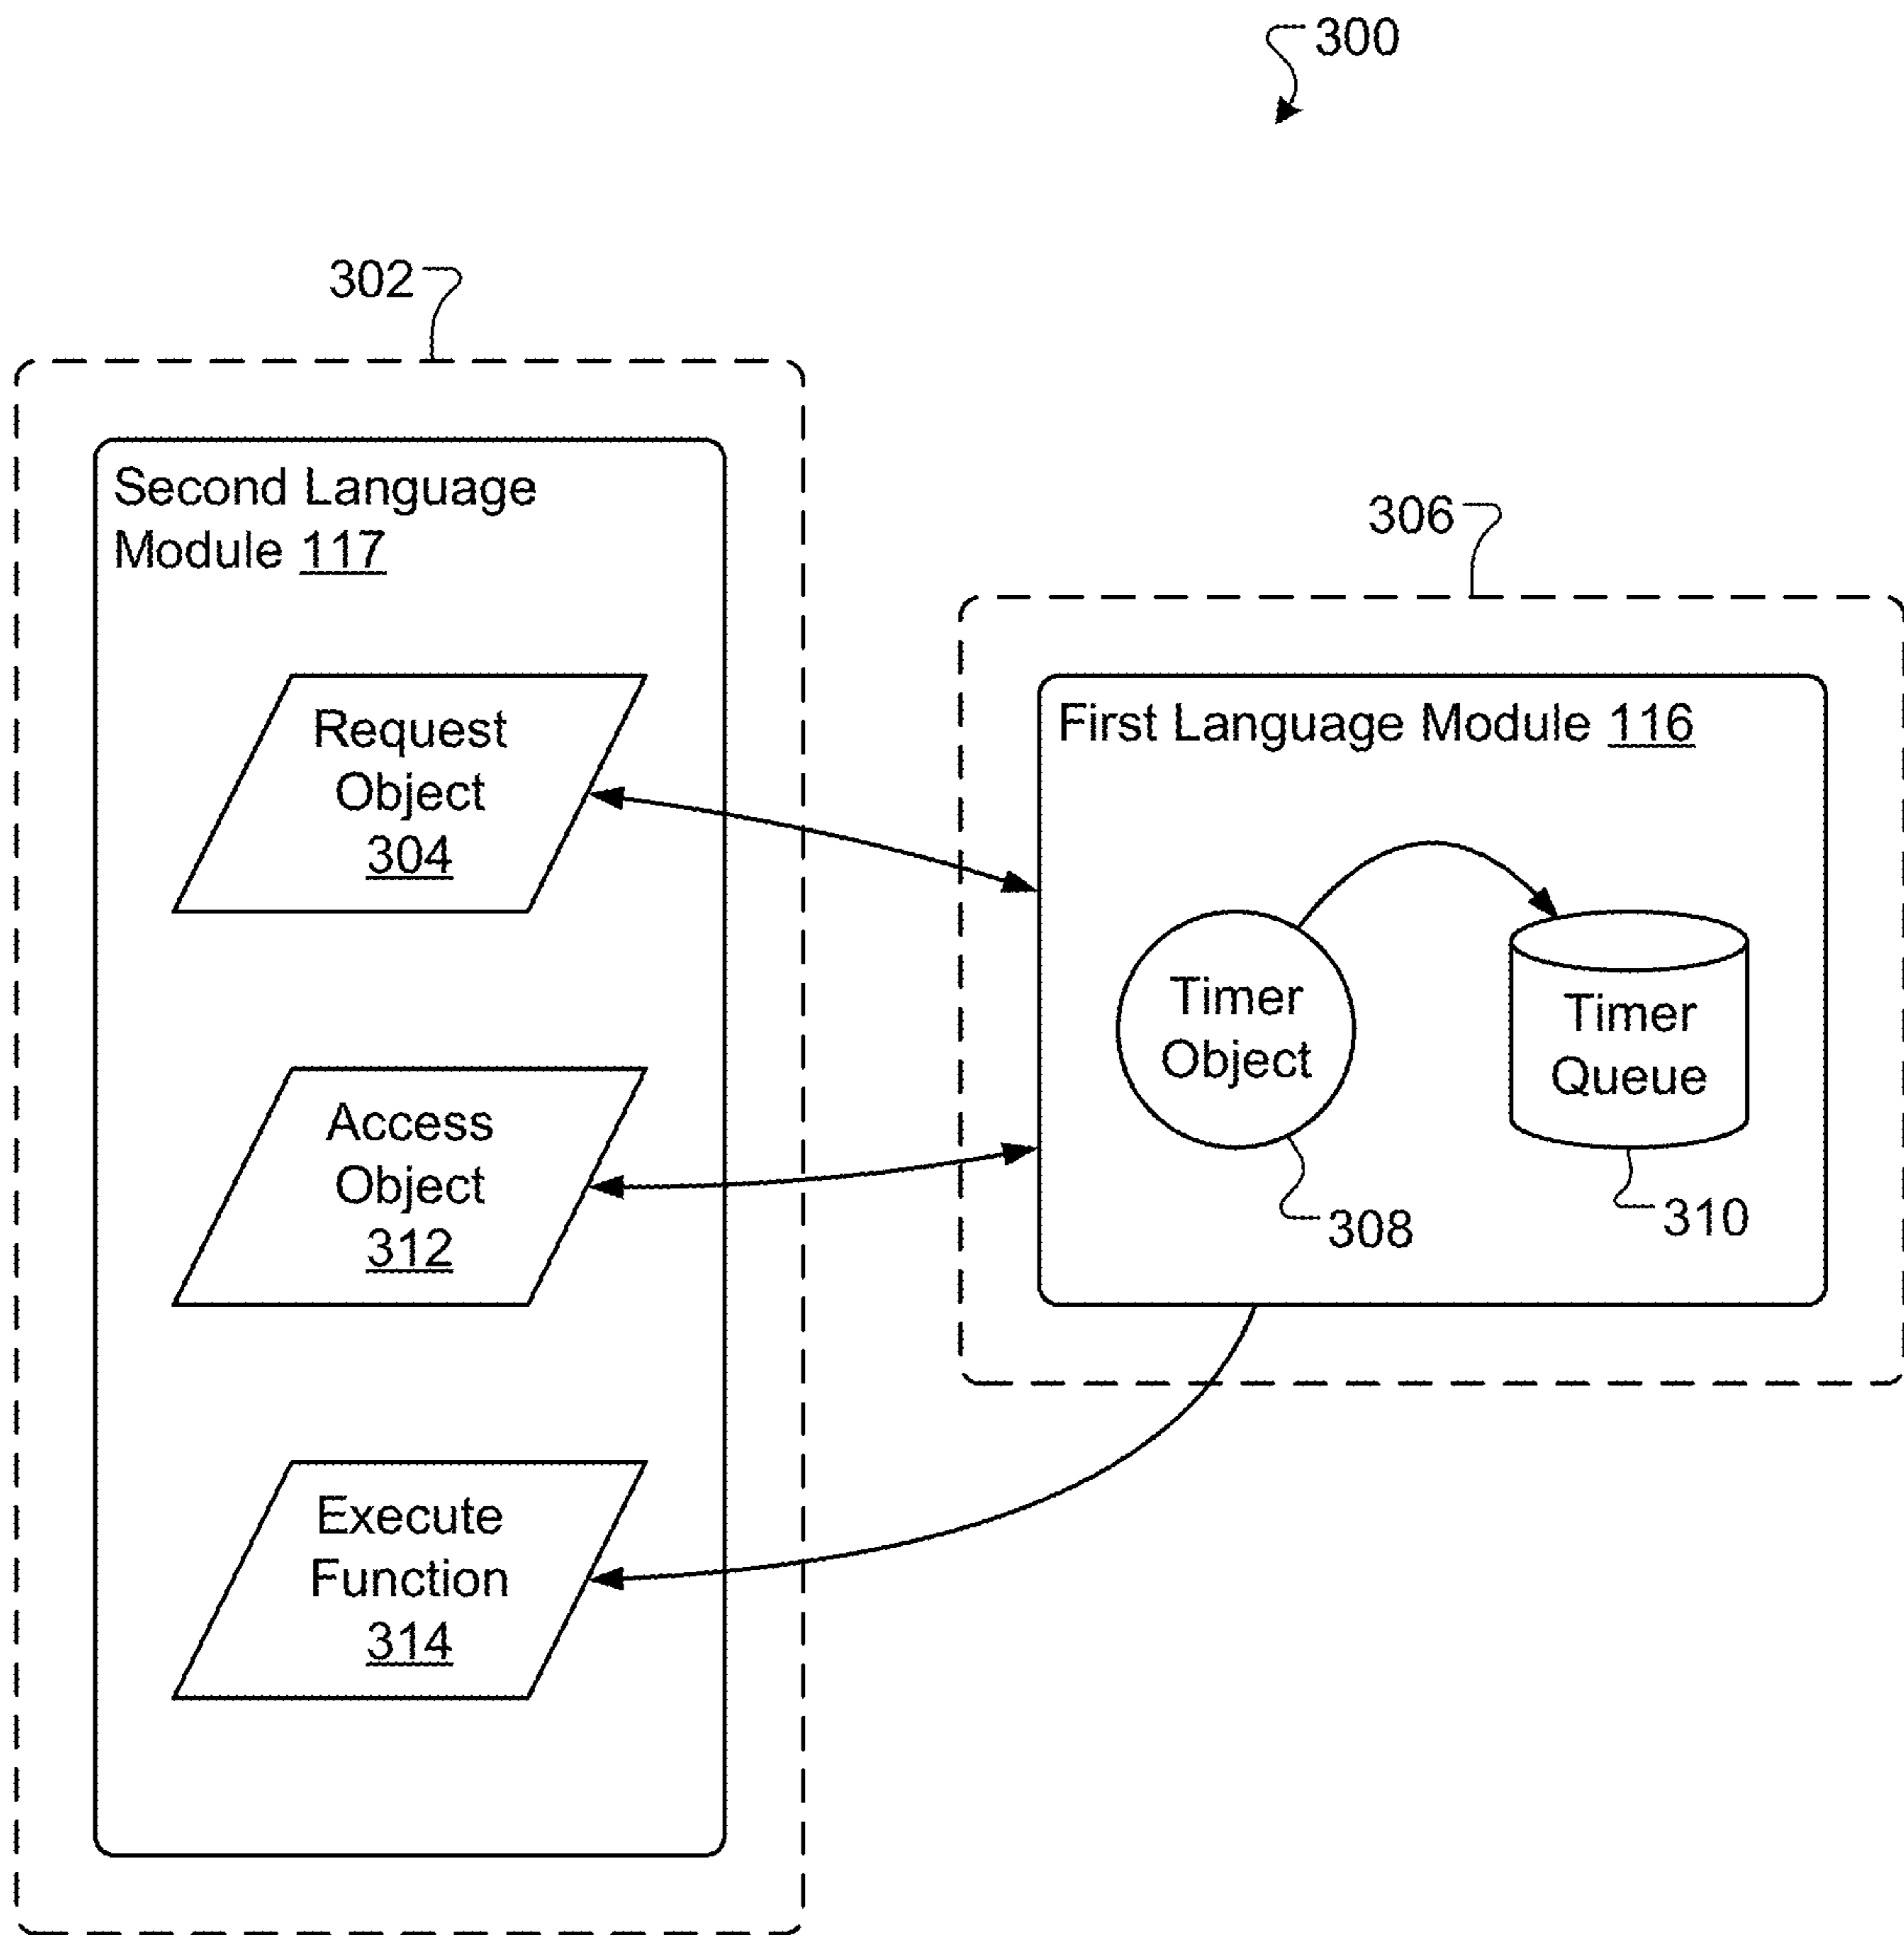 300
302
Second Language
Module 117
Request
Object
304
Access
Object
312
Execute
Function
314
306
First Language Module 116
Timer
Object
Timer
Queue
308
310